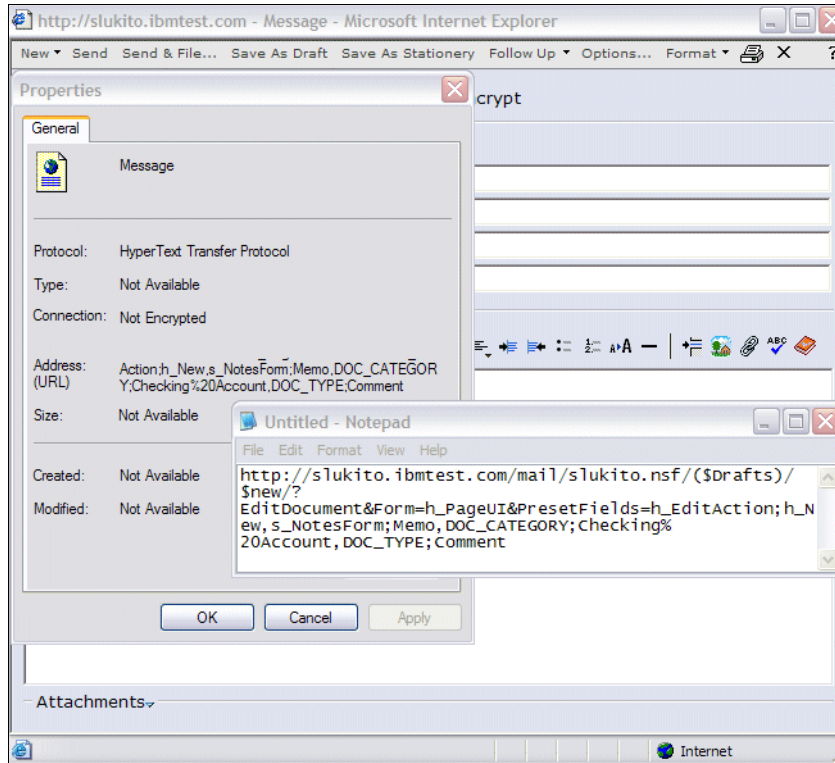 http://slukito.ibmtest.com - Message - Microsoft Internet Explorer
New Send Send & File... Save As Draft Save As Stationery Follow Up Options... Format ?
Properties
crypt
General
Message
Protocol: HyperText Transfer Protocol
Type: Not Available
Connection: Not Encrypted
Address: (URL) Action;h_New,s_NotesForm;Memo,DOC_CATEGOR
Y;Checking%20Account,DOC_TYPE;Comment
Size: Not Available
Untitled - Notepad
File Edit Format View Help
http://slukito.ibmtest.com/mail/slukito.nsf/($Drafts)/
$new/?
EditDocument&Form=h_PageUI&PresetFields=h_EditAction;h_N
ew,s_NotesForm;Memo,DOC_CATEGORY;Checking%
20Account,DOC_TYPE;Comment
Created: Not Available
Modified: Not Available
OK Cancel Apply
Attachments
Internet